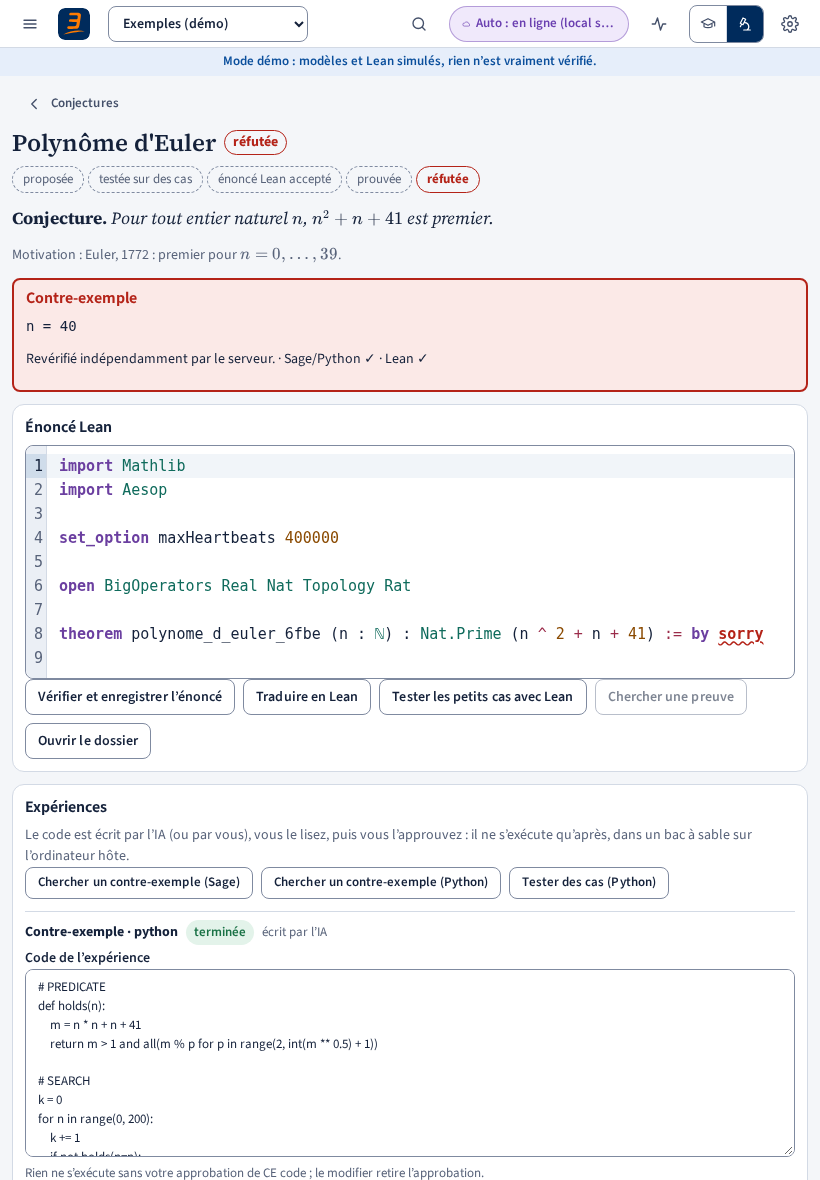 Exemples (démo)
Auto : en ligne (local s…
Mode démo : modèles et Lean simulés, rien n’est vraiment vérifié.
Conjectures
Polynôme d'Euler réfutée
proposée testée sur des cas énoncé Lean accepté prouvée réfutée
Conjecture. Pour tout entier naturel n, n² + n + 41 est premier.
Motivation : Euler, 1772 : premier pour n = 0, . . . , 39.
Contre-exemple
n = 40
Revérifié indépendamment par le serveur. · Sage/Python ✓ · Lean ✓
Énoncé Lean
1 import Mathlib
2 import Aesop
3
4 set_option maxHeartbeats 400000
5
6 open BigOperators Real Nat Topology Rat
7
8 theorem polynome_d_euler_6fbe (n : ℕ) : Nat.Prime (n ^ 2 + n + 41) := by sorry
9
Vérifier et enregistrer l’énoncé Traduire en Lean Tester les petits cas avec Lean Chercher une preuve
Ouvrir le dossier
Expériences
Le code est écrit par l’IA (ou par vous), vous le lisez, puis vous l’approuvez : il ne s’exécute qu’après, dans un bac à sable sur
l’ordinateur hôte.
Chercher un contre-exemple (Sage) Chercher un contre-exemple (Python) Tester des cas (Python)
Contre-exemple · python terminée écrit par l’IA
Code de l’expérience
# PREDICATE
def holds(n):
    m = n * n + n + 41
    return m > 1 and all(m % p for p in range(2, int(m ** 0.5) + 1))

# SEARCH
k = 0
for n in range(0, 200):
    k += 1
    if not holds(n=n):
Rien ne s’exécute sans votre approbation de CE code ; le modifier retire l’approbation.